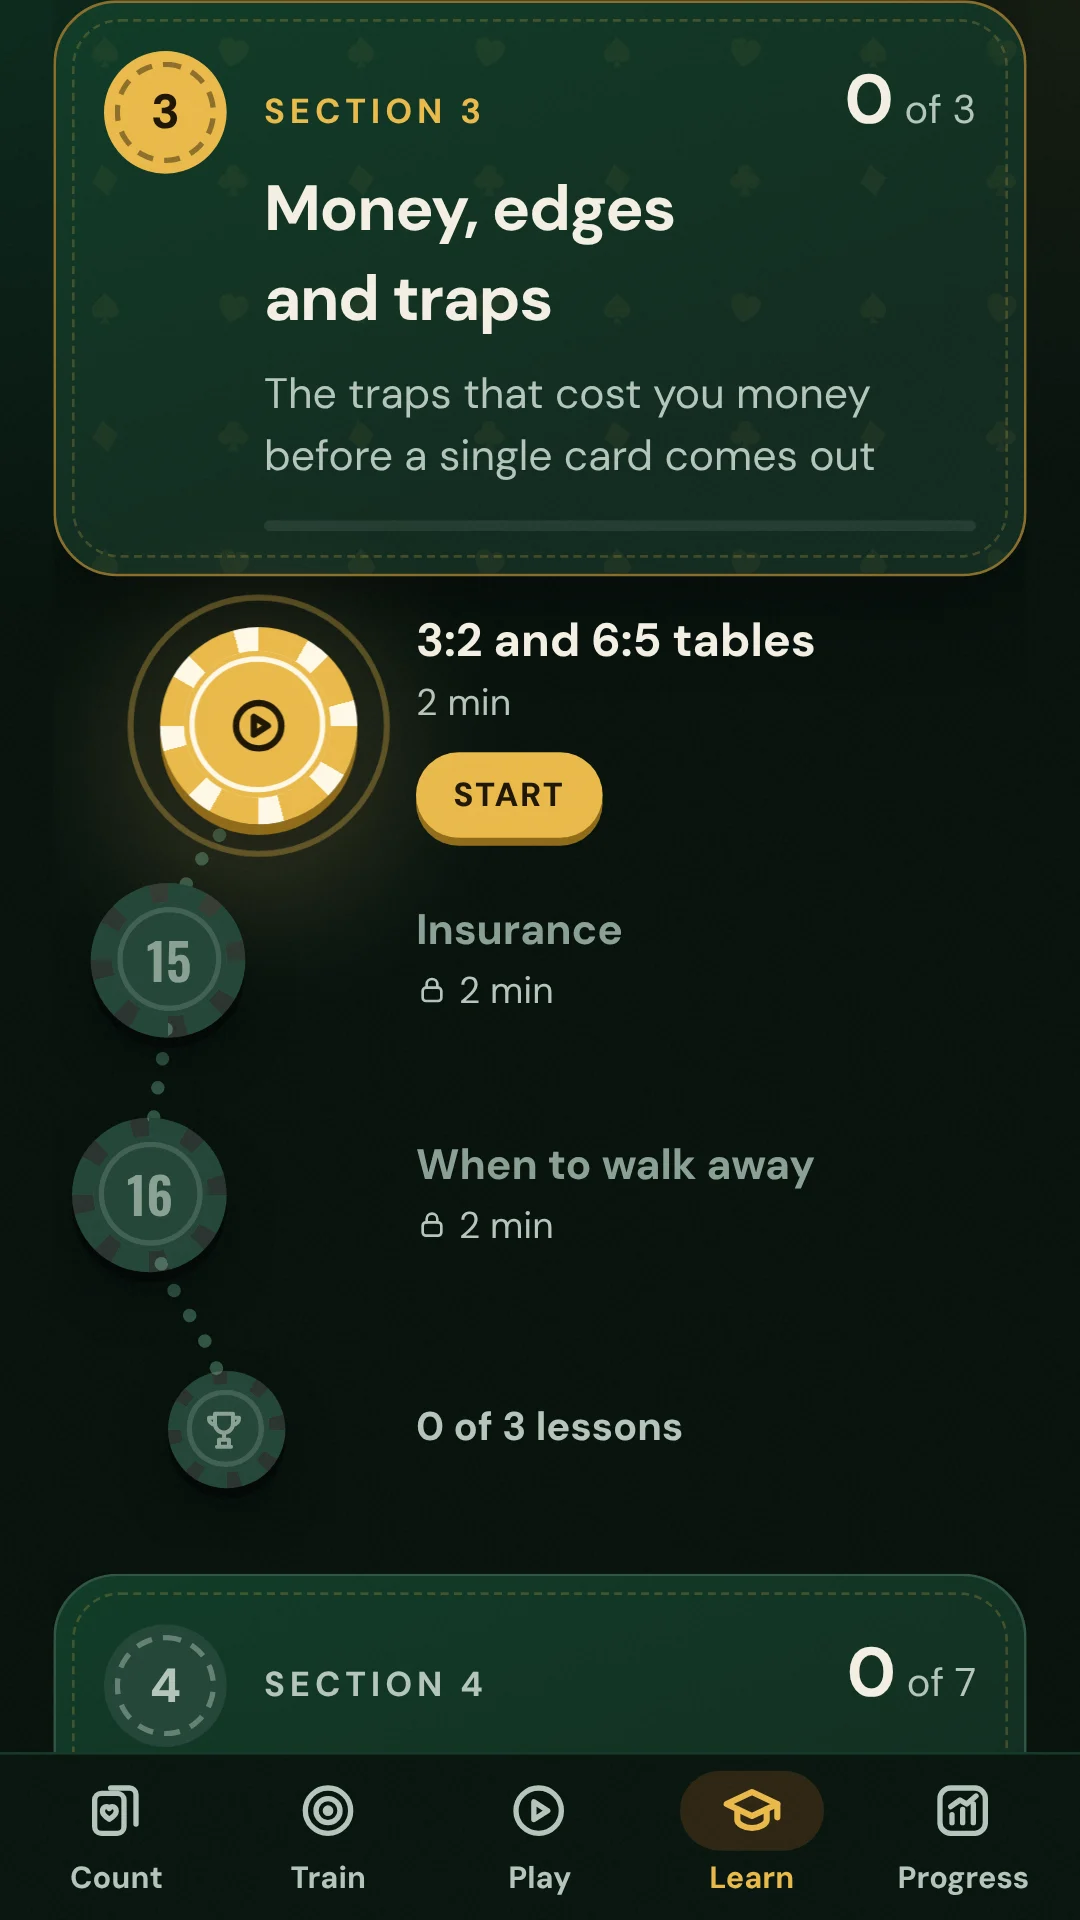 3
SECTION 3
0 of 3
Money, edges
and traps
The traps that cost you money
before a single card comes out
3:2 and 6:5 tables
2 min
START
15
Insurance
2 min
16
When to walk away
2 min
0 of 3 lessons
4
SECTION 4
0 of 7
Count
Train
Play
Learn
Progress